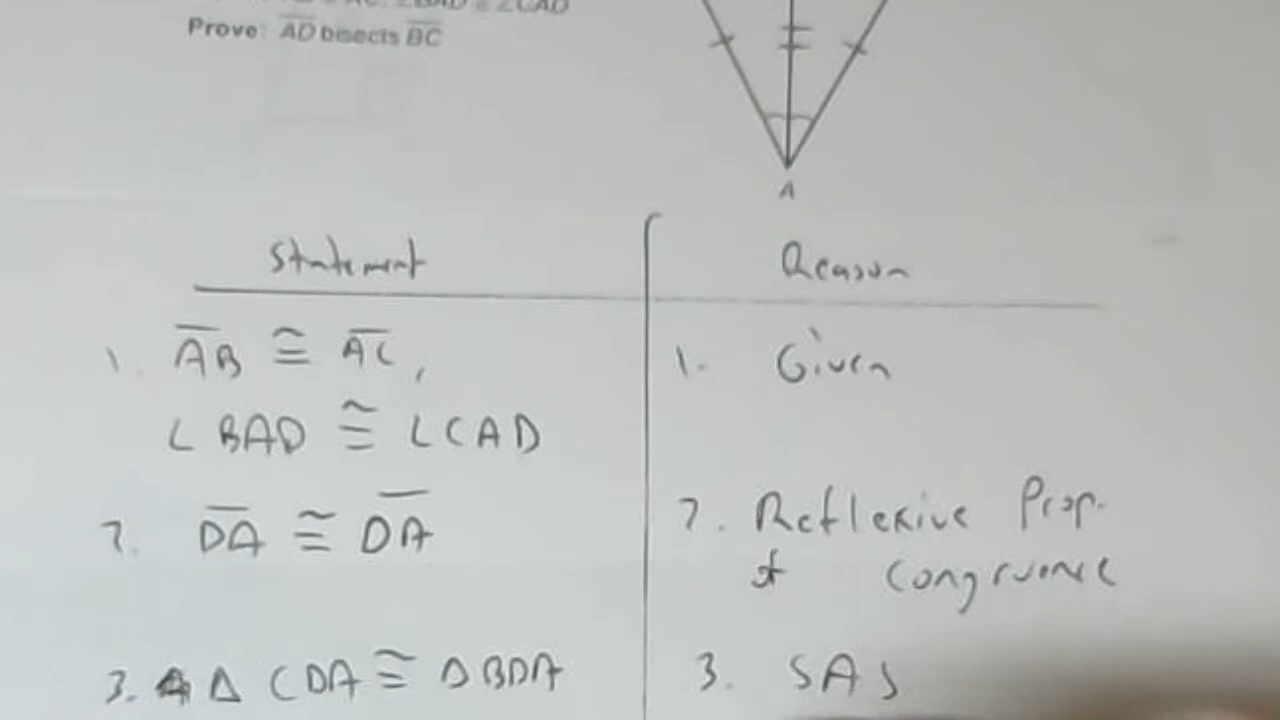 ∠CAD
Prove: AD bisects BC
A
Statement
Reason
1. AB ≅ AC,
1. Given
∠BAD ≅ ∠CAD
2. DA ≅ DA
2. Reflexive Prop.
of congruence
3. Δ CDA ≅ Δ BDA
3. SAS